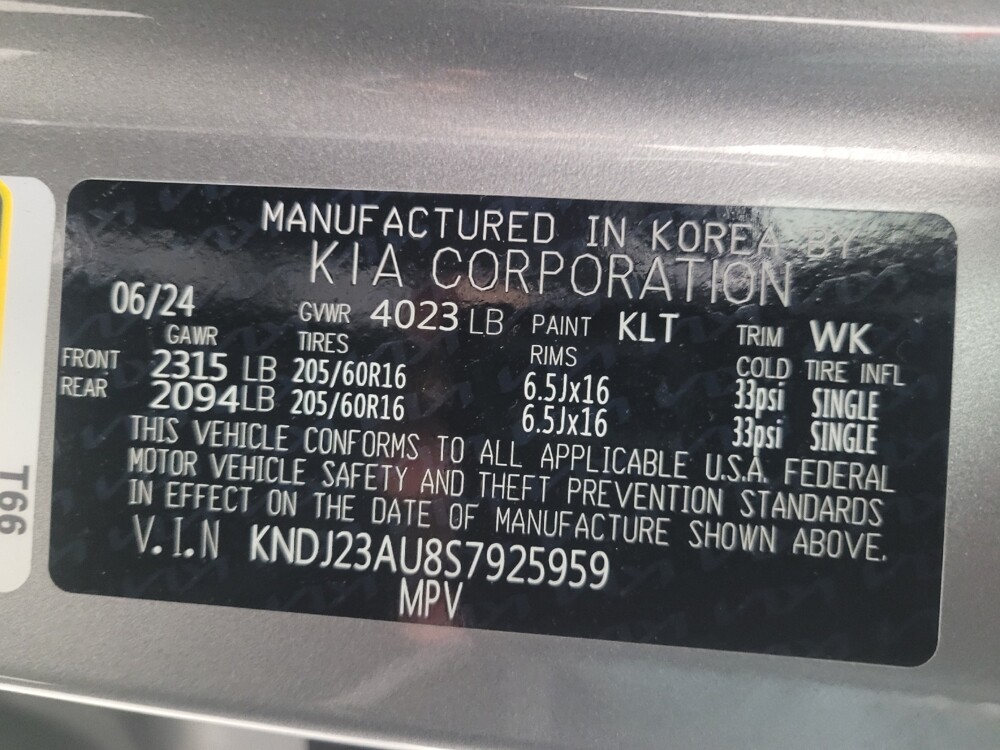 MANUFACTURED IN KOREA BY
KIA CORPORATION
06/24 GVWR 4023 LB PAINT KLT TRIM WK
GAWR TIRES RIMS COLD TIRE INFL
FRONT 2315 LB 205/60R16 6.5Jx16 33psi SINGLE
REAR 2094LB 205/60R16 6.5Jx16 33psi SINGLE
THIS VEHICLE CONFORMS TO ALL APPLICABLE U.S.A. FEDERAL
MOTOR VEHICLE SAFETY AND THEFT PREVENTION STANDARDS
IN EFFECT ON THE DATE OF MANUFACTURE SHOWN ABOVE.
V.I.N KNDJ23AU8S7925959
MPV